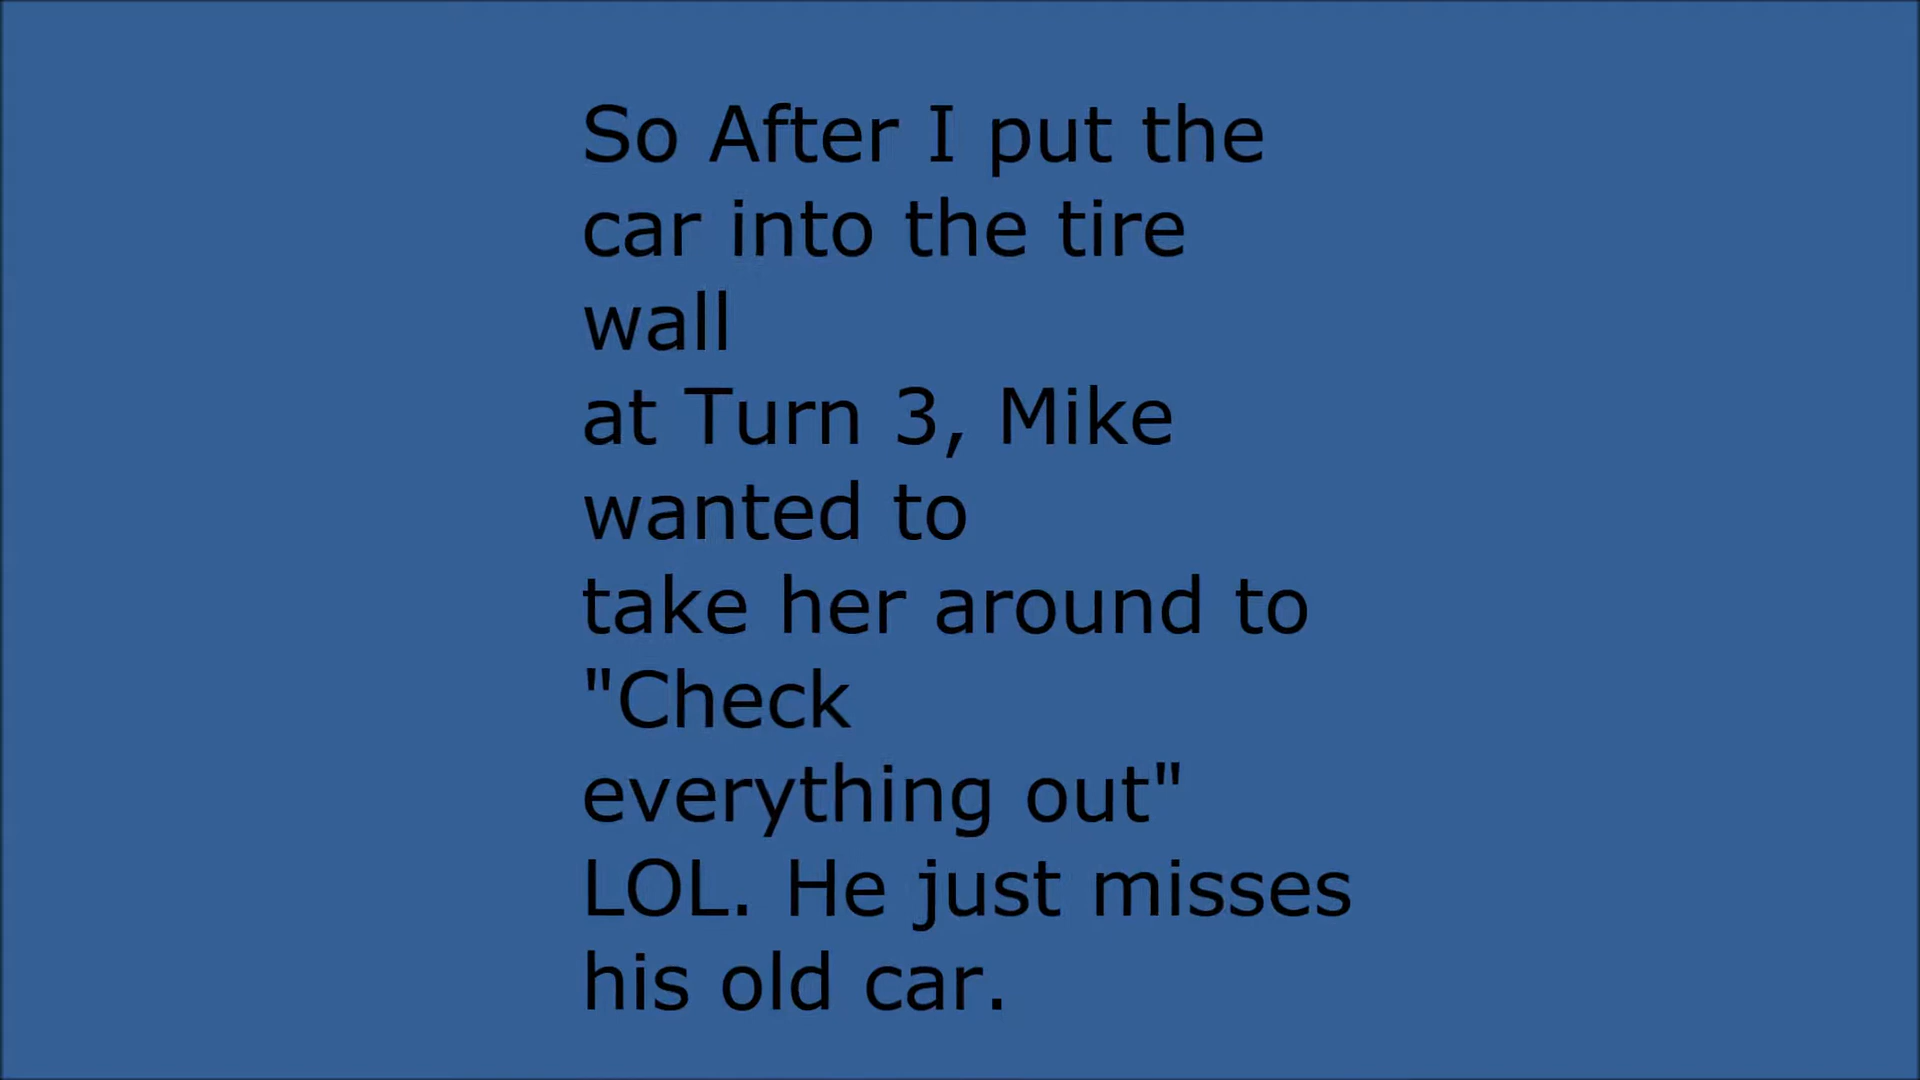 So After I put the
car into the tire
wall
at Turn 3, Mike
wanted to
take her around to
"Check
everything out"
LOL. He just misses
his old car.